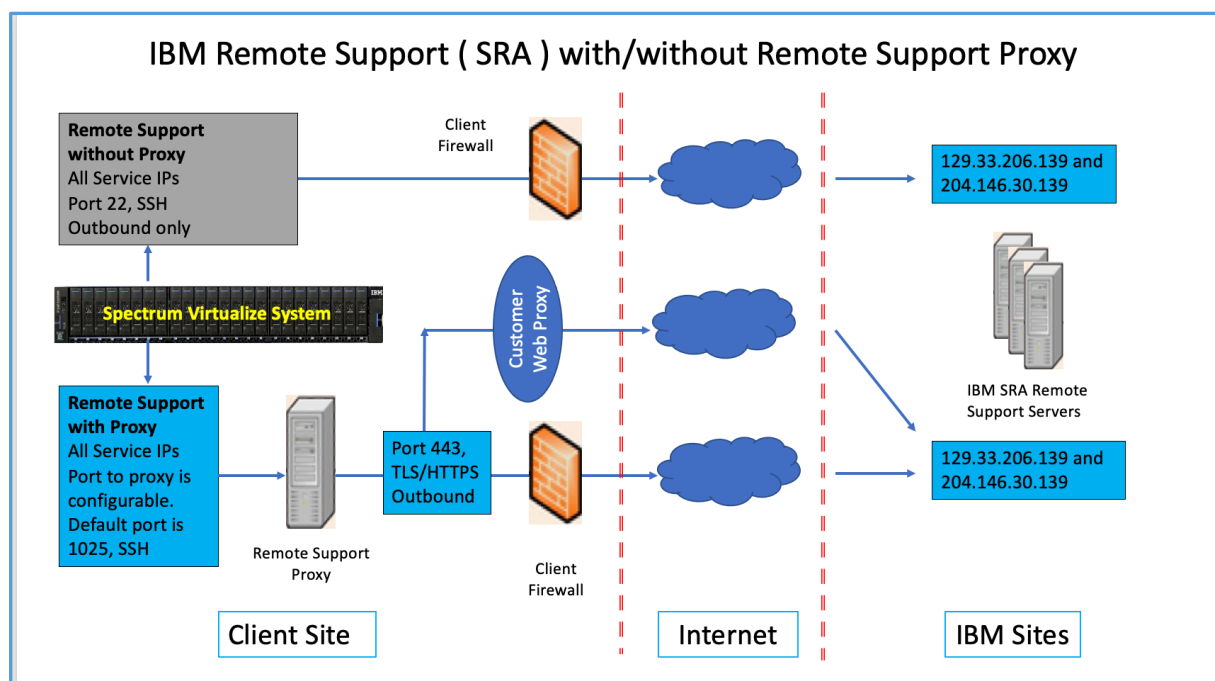 IBM Remote Support ( SRA ) with/without Remote Support Proxy
Remote Support
without Proxy
All Service IPs
Port 22, SSH
Outbound only
Client
Firewall
129.33.206.139 and
204.146.30.139
Spectrum Virtualize System
IBM
Customer
Web Proxy
IBM SRA Remote
Support Servers
Remote Support
with Proxy
All Service IPs
Port to proxy is
configurable.
Default port is
1025, SSH
Remote Support
Proxy
Port 443,
TLS/HTTPS
Outbound
Client
Firewall
129.33.206.139 and
204.146.30.139
Client Site
Internet
IBM Sites